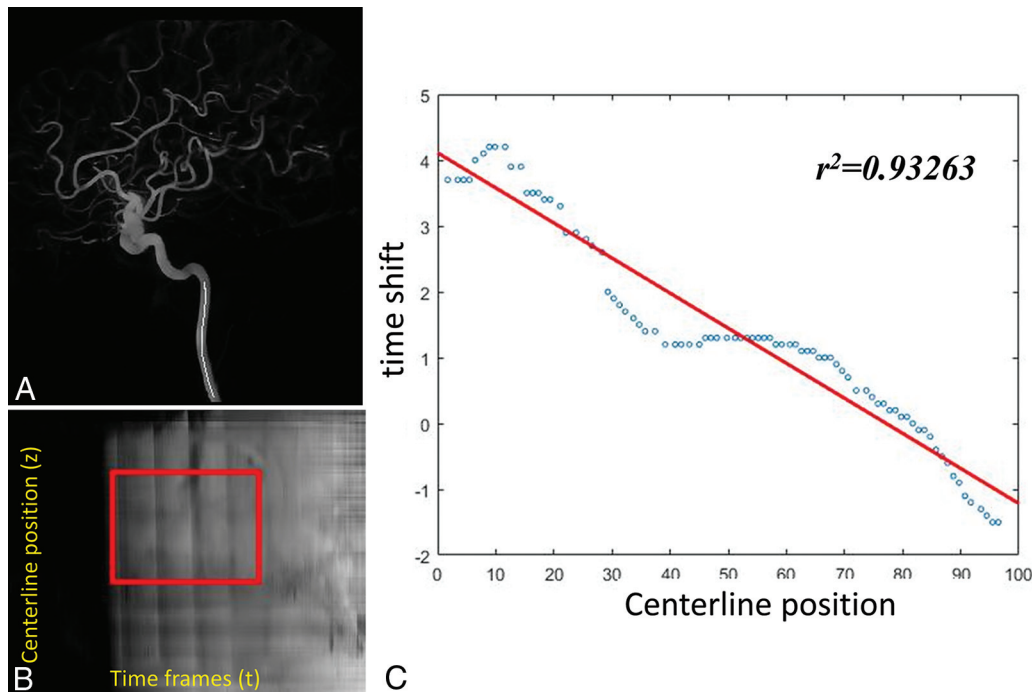 A
Centerline position (z)
Time frames (t)
B
5
4
3
2
1
0
-1
-2
time shift
r²=0.93263
0 10 20 30 40 50 60 70 80 90 100
Centerline position
C